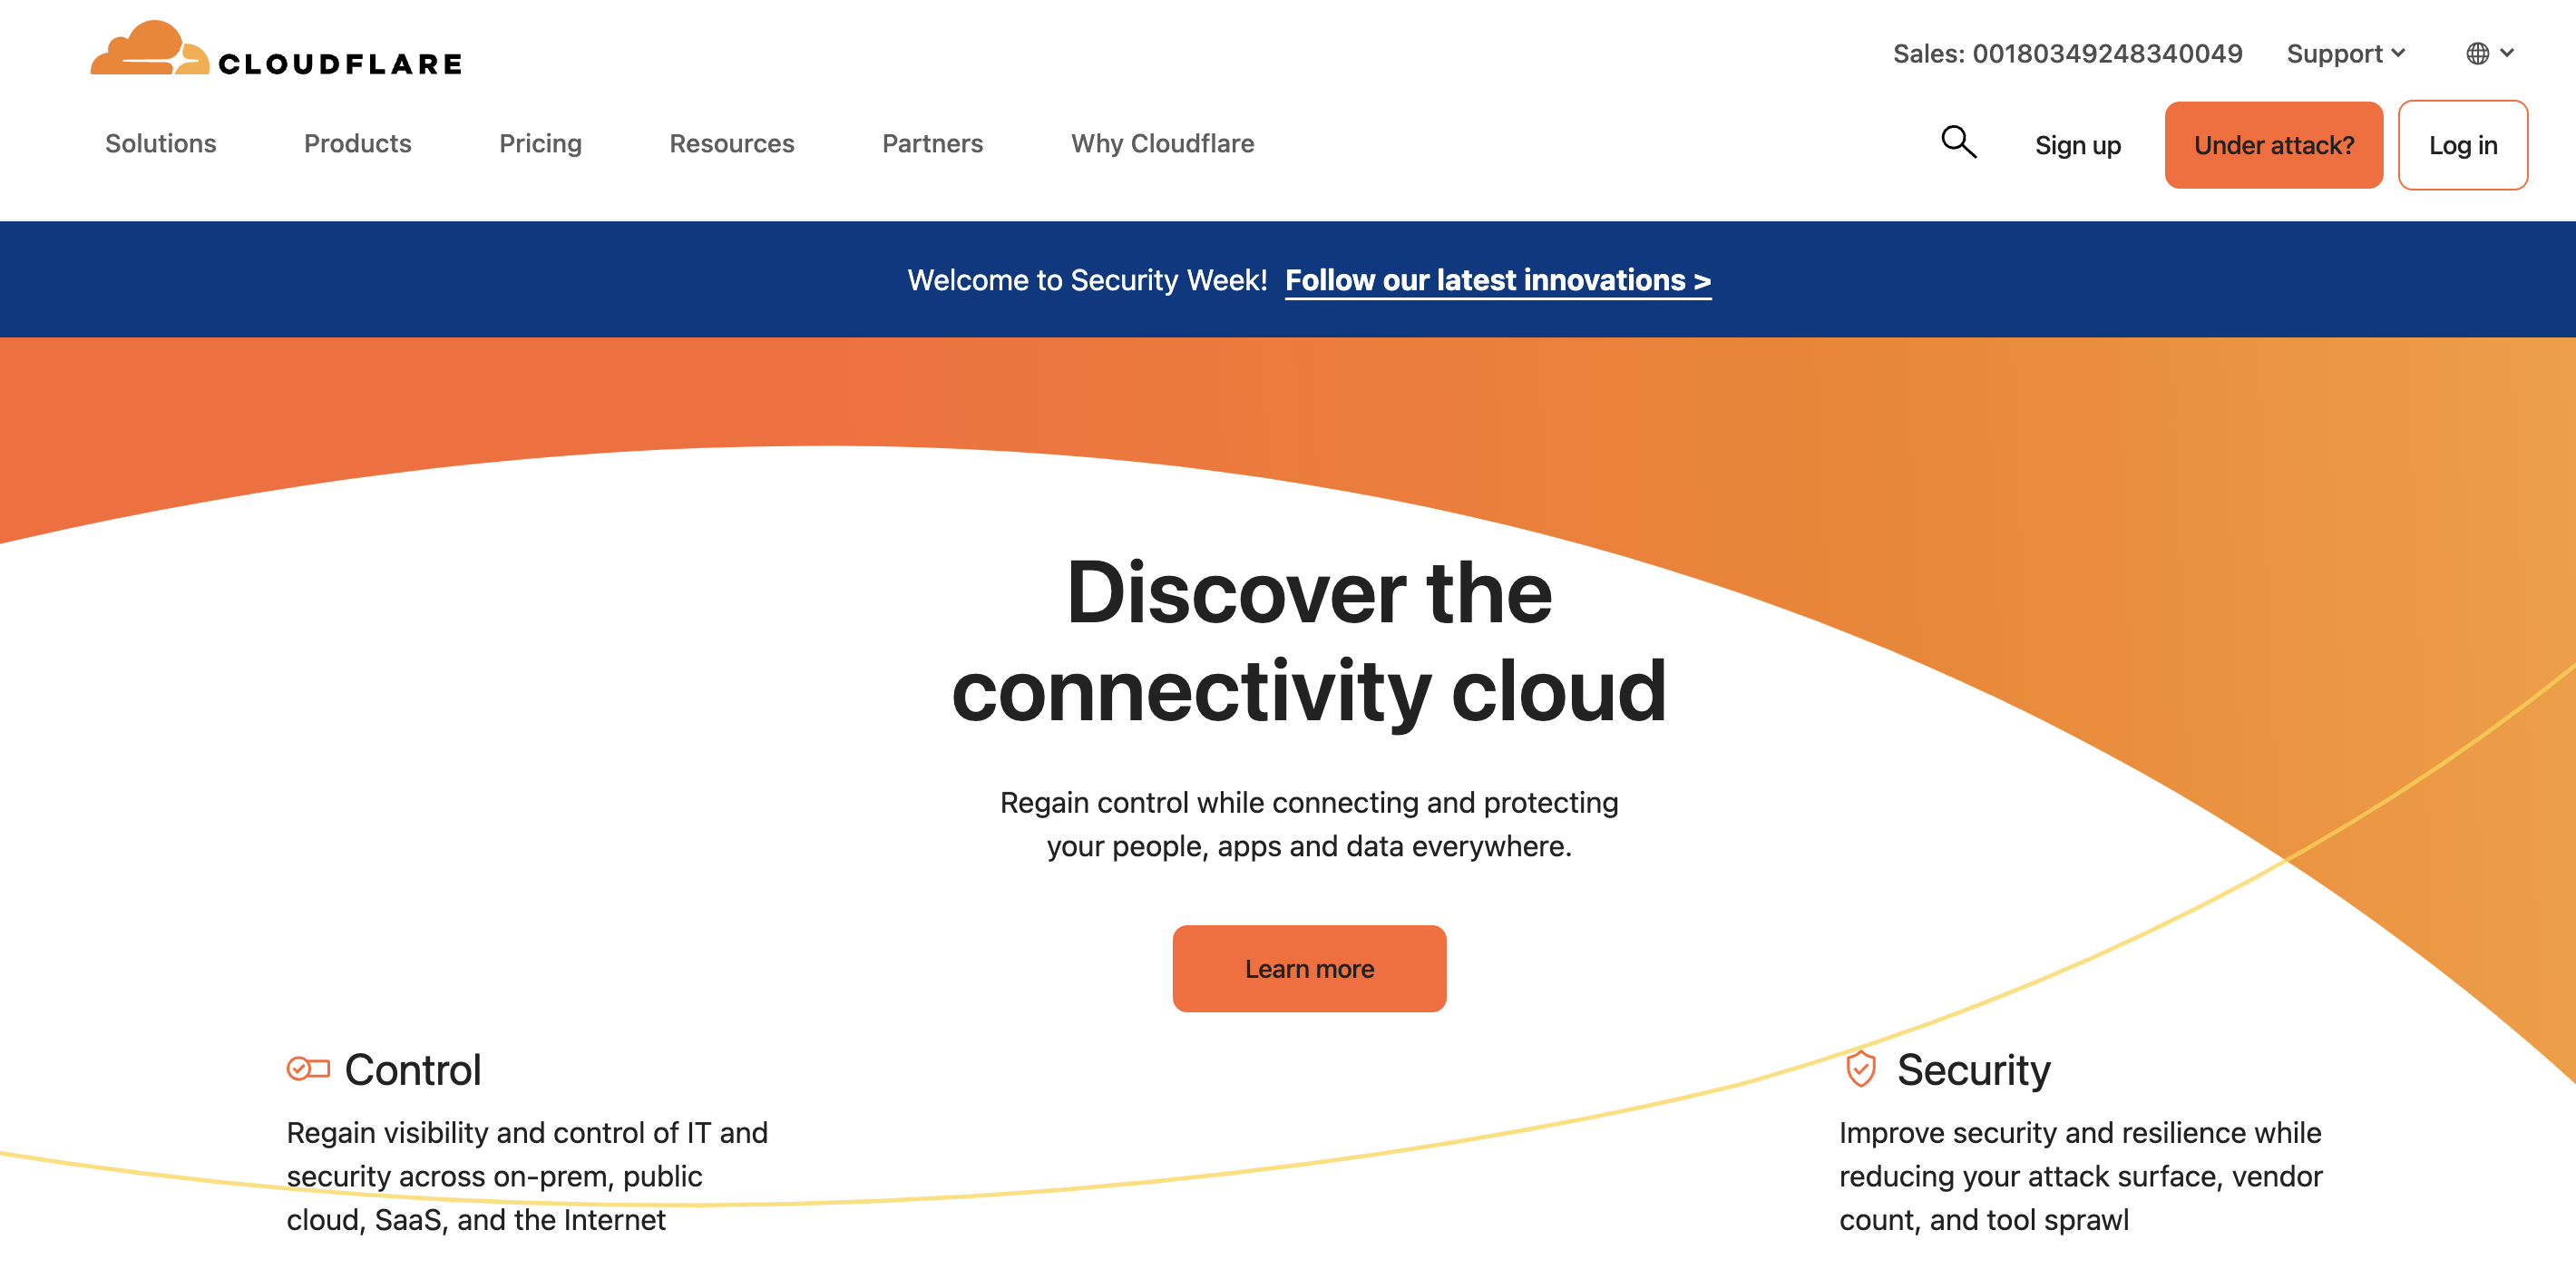 CLOUDFLARE
Sales: 00180349248340049 Support
Solutions Products Pricing Resources Partners Why Cloudflare Sign up Under attack? Log in
Welcome to Security Week! Follow our latest innovations >
Discover the
connectivity cloud
Regain control while connecting and protecting
your people, apps and data everywhere.
Learn more
Control
Regain visibility and control of IT and
security across on-prem, public
cloud, SaaS, and the Internet
Security
Improve security and resilience while
reducing your attack surface, vendor
count, and tool sprawl